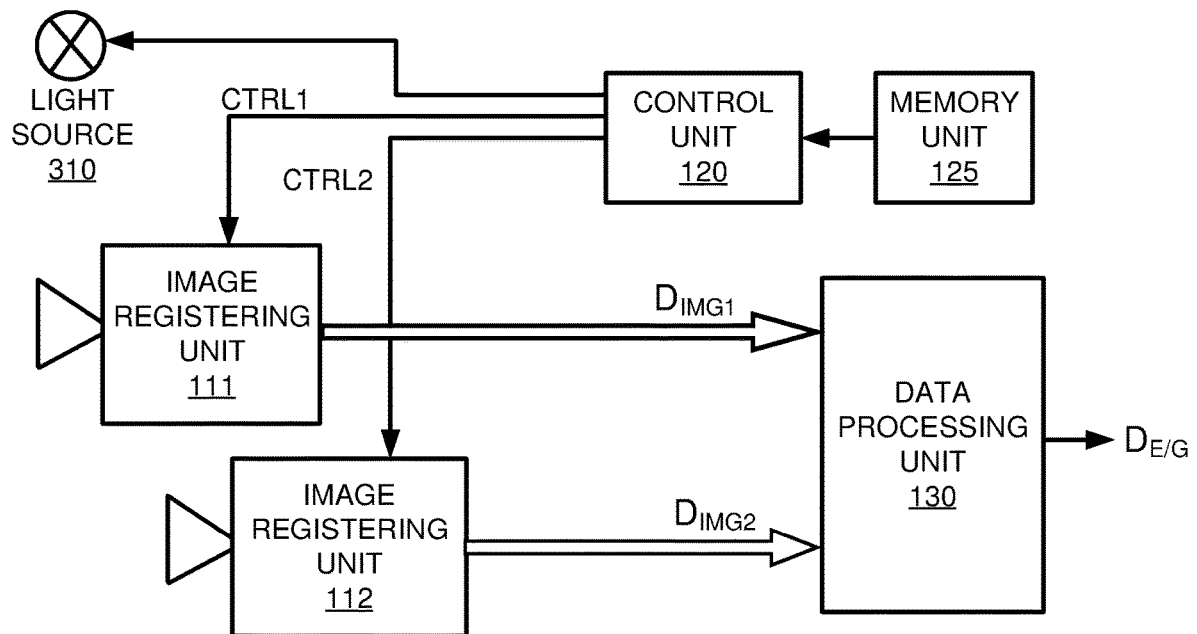 LIGHT
SOURCE
310
CTRL1
CTRL2
CONTROL
UNIT
120
MEMORY
UNIT
125
IMAGE
REGISTERING
UNIT
111
D_IMG1
IMAGE
REGISTERING
UNIT
112
D_IMG2
DATA
PROCESSING
UNIT
130
D_E/G